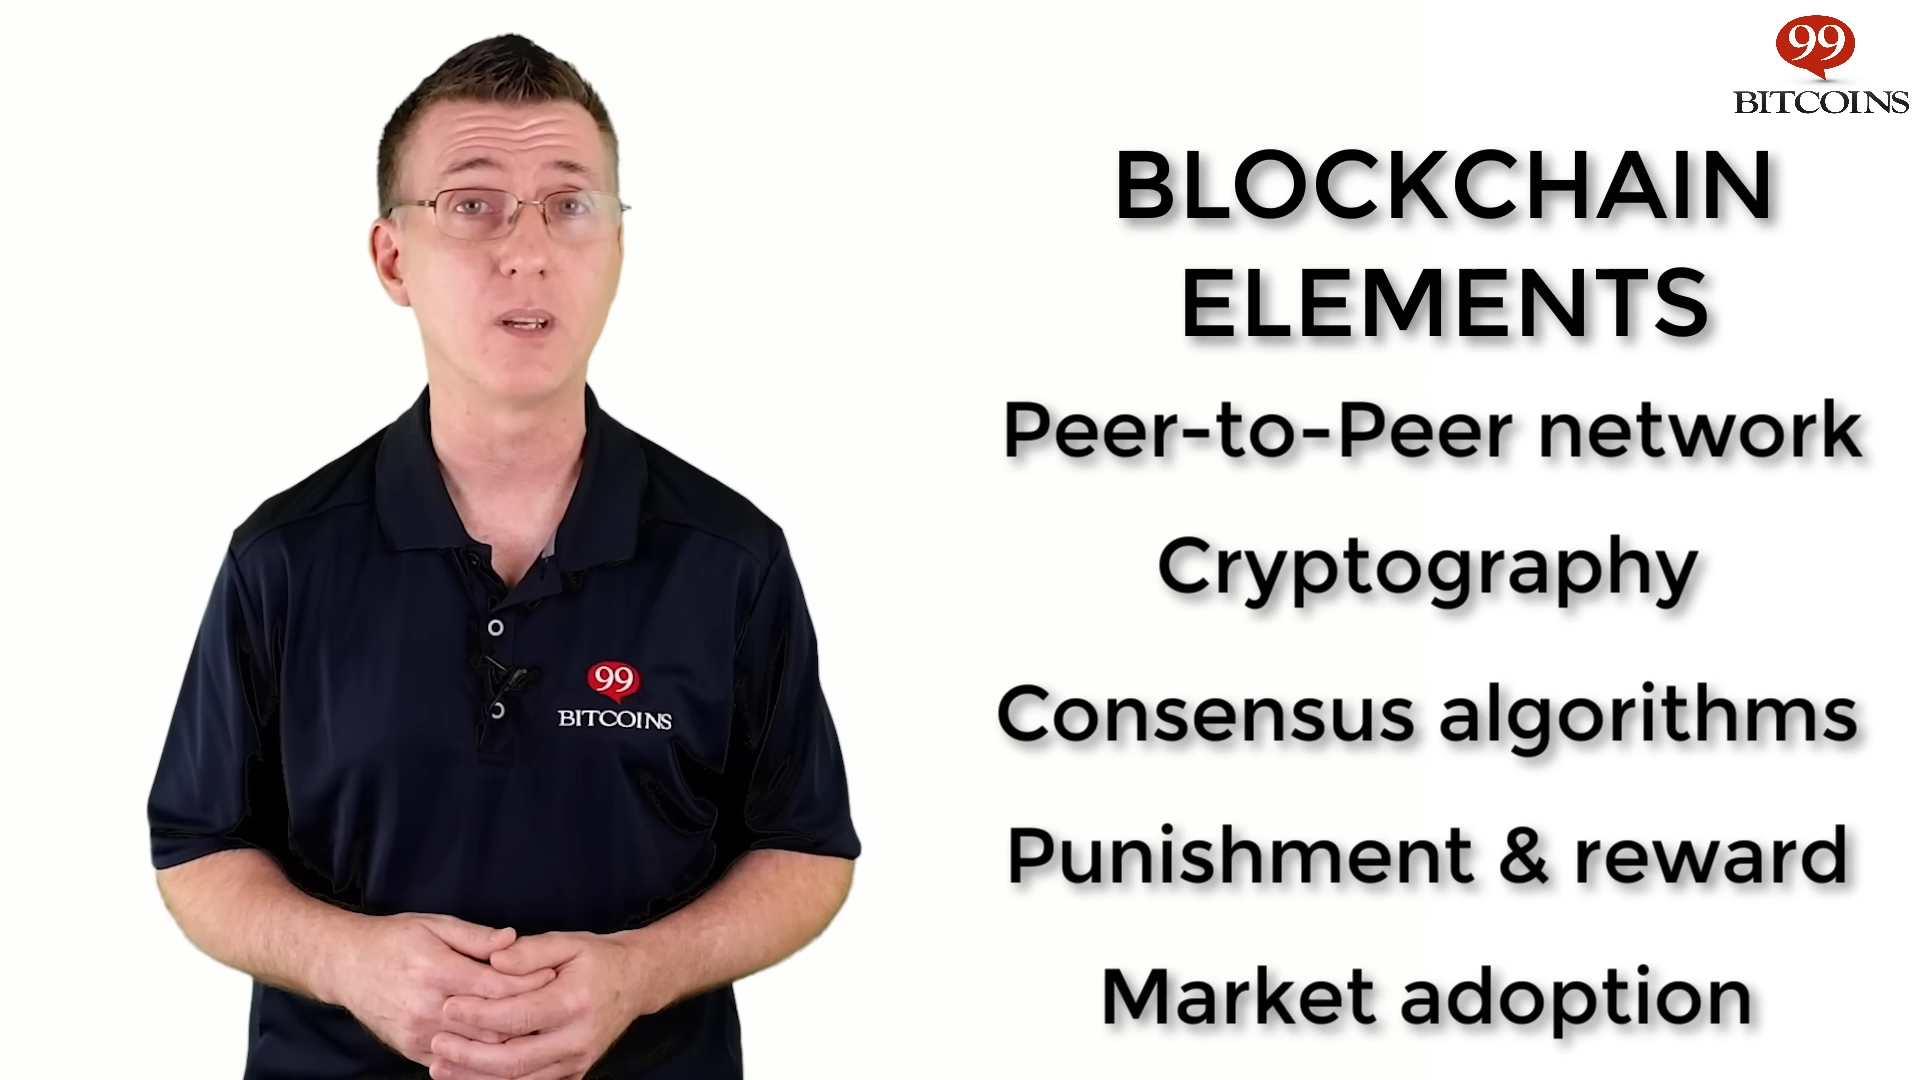 99
BITCOINS
BLOCKCHAIN
ELEMENTS
Peer-to-Peer network
Cryptography
Consensus algorithms
Punishment & reward
Market adoption
99
BITCOINS